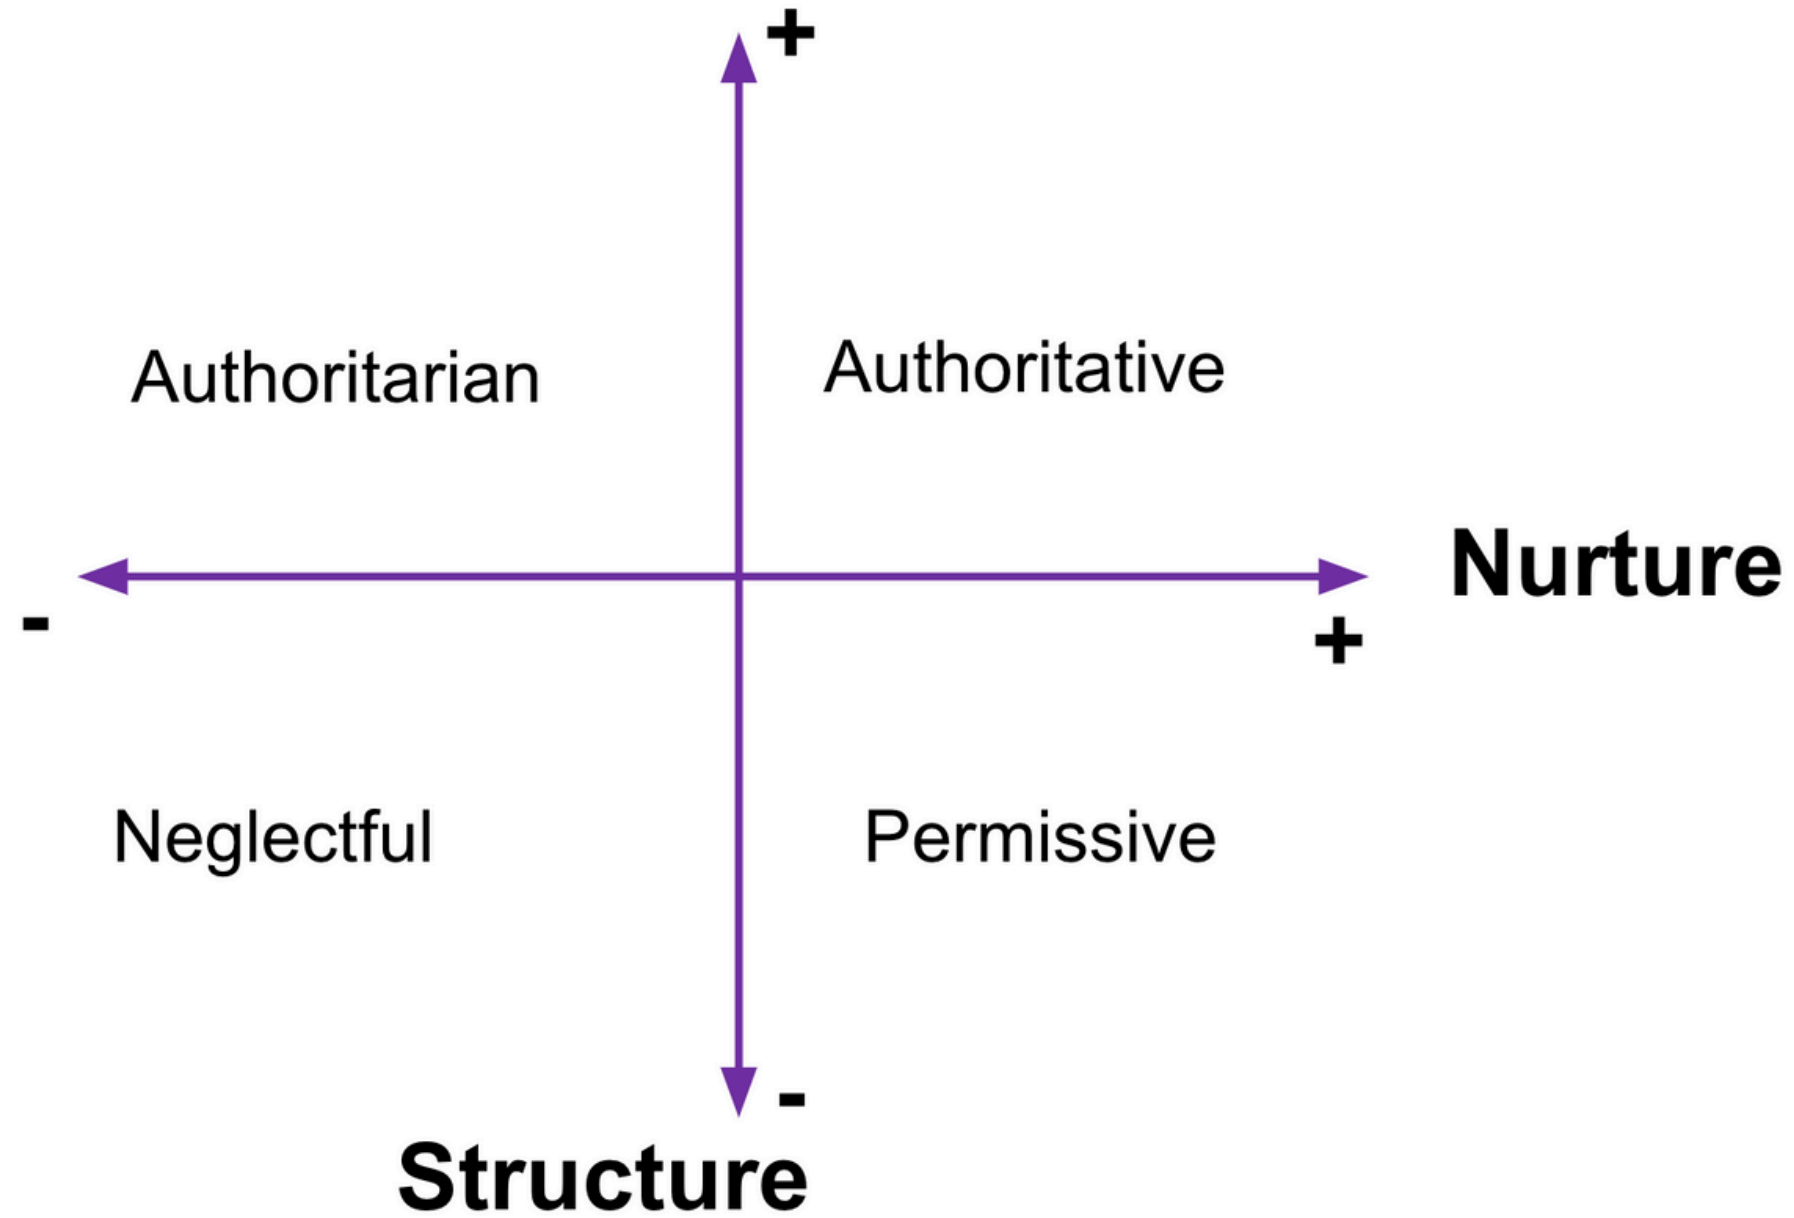 +
Authoritarian
Authoritative
Nurture
-
+
Neglectful
Permissive
-
Structure